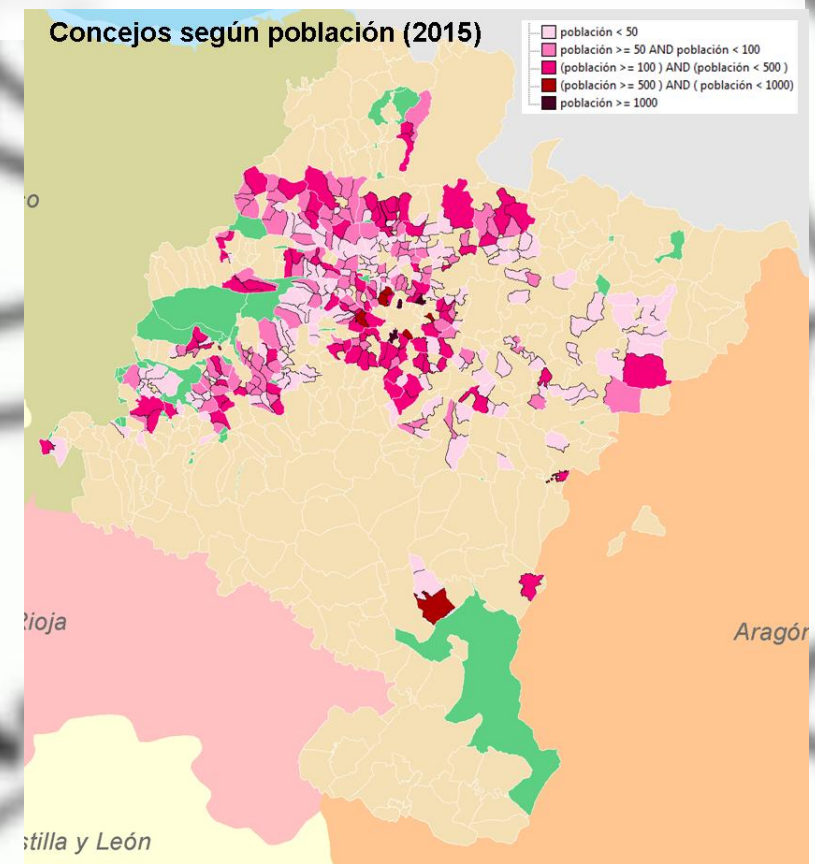 Concejos según población (2015)
población < 50
población >= 50 AND población < 100
(población >= 100 ) AND (población < 500 )
(población >= 500 ) AND ( población < 1000)
población >= 1000
o
Rioja
Aragón
stilla y León